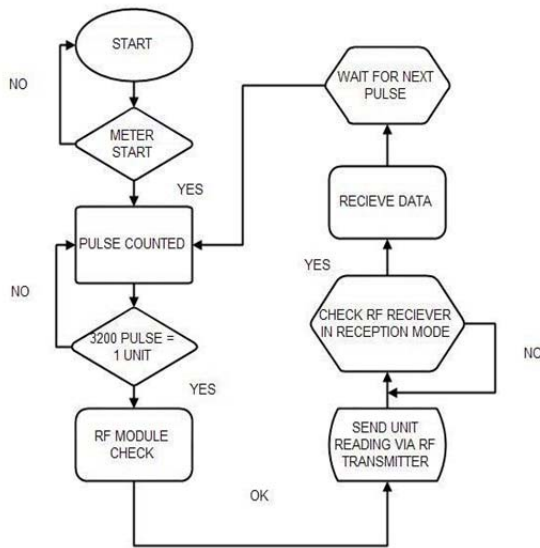 START
NO
METER
START
YES
PULSE COUNTED
NO
3200 PULSE =
1 UNIT
YES
RF MODULE
CHECK
OK
SEND UNIT
READING VIA RF
TRANSMITTER
NO
CHECK RF RECIEVER
IN RECEPTION MODE
YES
RECIEVE DATA
WAIT FOR NEXT
PULSE